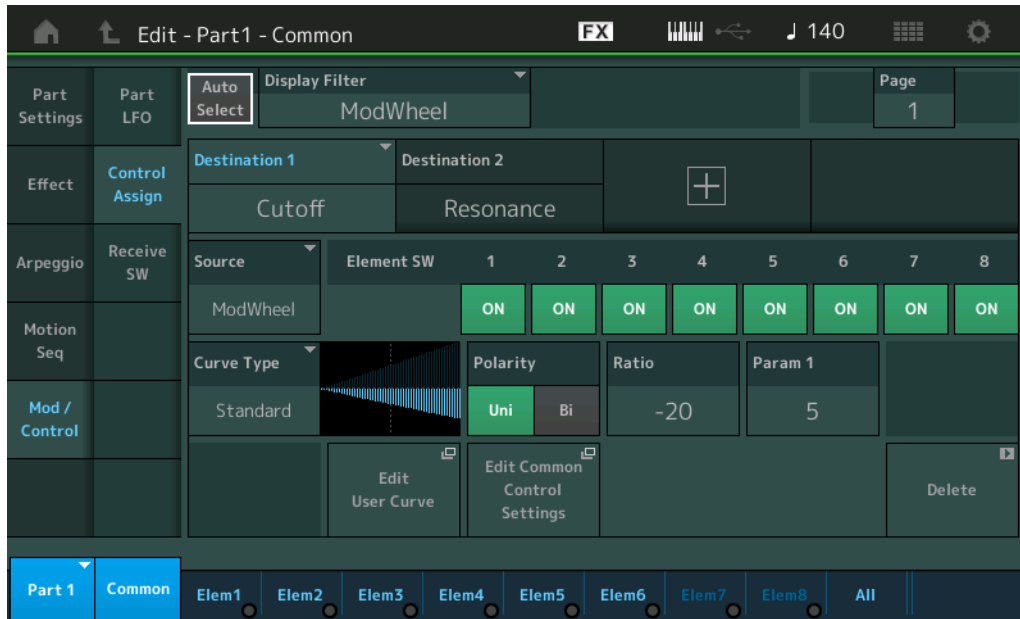 Edit - Part1 - Common
FX
140
Part
Settings
Part
LFO
Auto
Select
Display Filter
ModWheel
Page
1
Effect
Control
Assign
Destination 1
Destination 2
Cutoff
Resonance
Arpeggio
Receive
SW
Source
Element SW
1
2
3
4
5
6
7
8
ModWheel
ON
ON
ON
ON
ON
ON
ON
ON
Motion
Seq
Curve Type
Polarity
Ratio
Param 1
Standard
Uni
Bi
-20
5
Mod /
Control
Edit
User Curve
Edit Common
Control
Settings
Delete
Part 1
Common
Elem1
Elem2
Elem3
Elem4
Elem5
Elem6
Elem7
Elem8
All